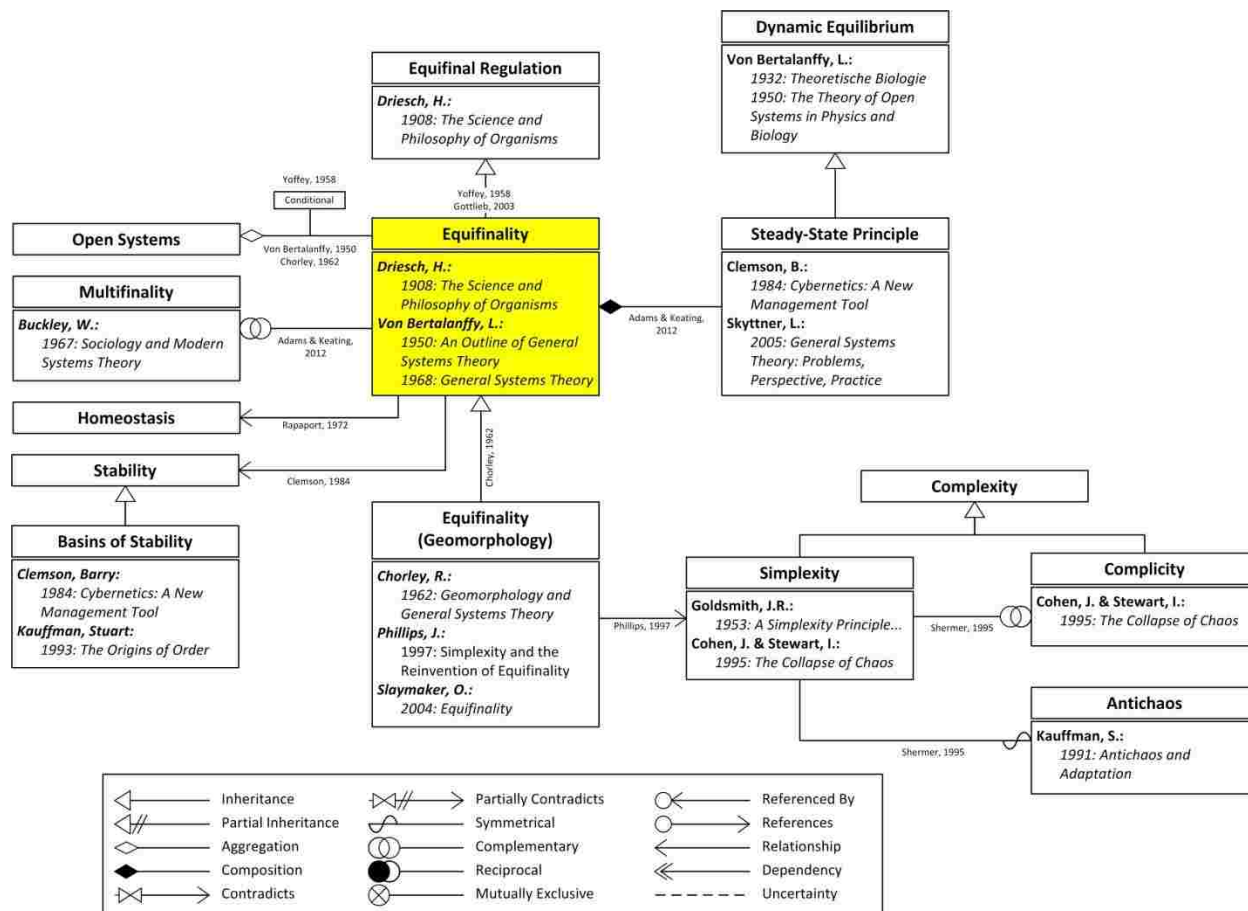 Dynamic Equilibrium
Von Bertalanffy, L.:
1932: Theoretische Biologie
1950: The Theory of Open
Systems in Physics and
Biology
Equifinal Regulation
Driesch, H.:
1908: The Science and
Philosophy of Organisms
Yoffey, 1958
Conditional
Yoffey, 1958
Gottlieb, 2003
Open Systems
Von Bertalanffy, 1950
Chorley, 1962
Equifinality
Driesch, H.:
1908: The Science and
Philosophy of Organisms
Von Bertalanffy, L.:
1950: An Outline of General
Systems Theory
1968: General Systems Theory
Steady-State Principle
Clemson, B.:
1984: Cybernetics: A New
Management Tool
Skyttner, L.:
2005: General Systems
Theory: Problems,
Perspective, Practice
Adams & Keating,
2012
Multifinality
Buckley, W.:
1967: Sociology and Modern
Systems Theory
Adams & Keating,
2012
Homeostasis
Rapaport, 1972
Stability
Clemson, 1984
Chorley, 1962
Basins of Stability
Clemson, Barry:
1984: Cybernetics: A New
Management Tool
Kauffman, Stuart:
1993: The Origins of Order
Equifinality
(Geomorphology)
Chorley, R.:
1962: Geomorphology and
General Systems Theory
Phillips, J.:
1997: Simplexity and the
Reinvention of Equifinality
Slaymaker, O.:
2004: Equifinality
Phillips, 1997
Complexity
Simplexity
Goldsmith, J.R.:
1953: A Simplexity Principle...
Cohen, J. & Stewart, I.:
1995: The Collapse of Chaos
Shermer, 1995
Complicity
Cohen, J. & Stewart, I.:
1995: The Collapse of Chaos
Antichaos
Kauffman, S.:
1991: Antichaos and
Adaptation
Shermer, 1995
Inheritance
Partial Inheritance
Aggregation
Composition
Contradicts
Partially Contradicts
Symmetrical
Complementary
Reciprocal
Mutually Exclusive
Referenced By
References
Relationship
Dependency
Uncertainty